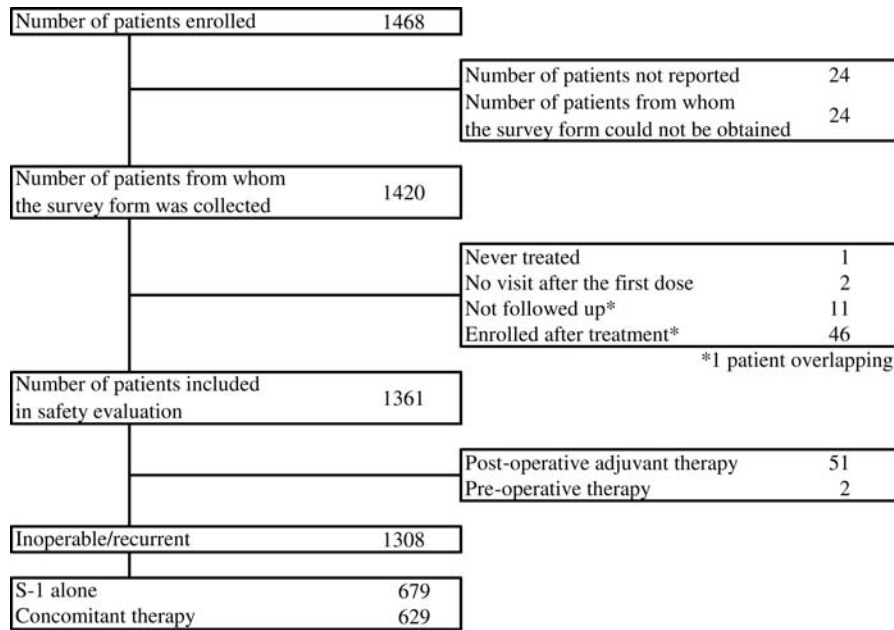 Number of patients enrolled 1468
Number of patients not reported 24
Number of patients from whom
the survey form could not be obtained 24
Number of patients from whom
the survey form was collected 1420
Never treated 1
No visit after the first dose 2
Not followed up* 11
Enrolled after treatment* 46
*1 patient overlapping
Number of patients included
in safety evaluation 1361
Post-operative adjuvant therapy 51
Pre-operative therapy 2
Inoperable/recurrent 1308
S-1 alone 679
Concomitant therapy 629